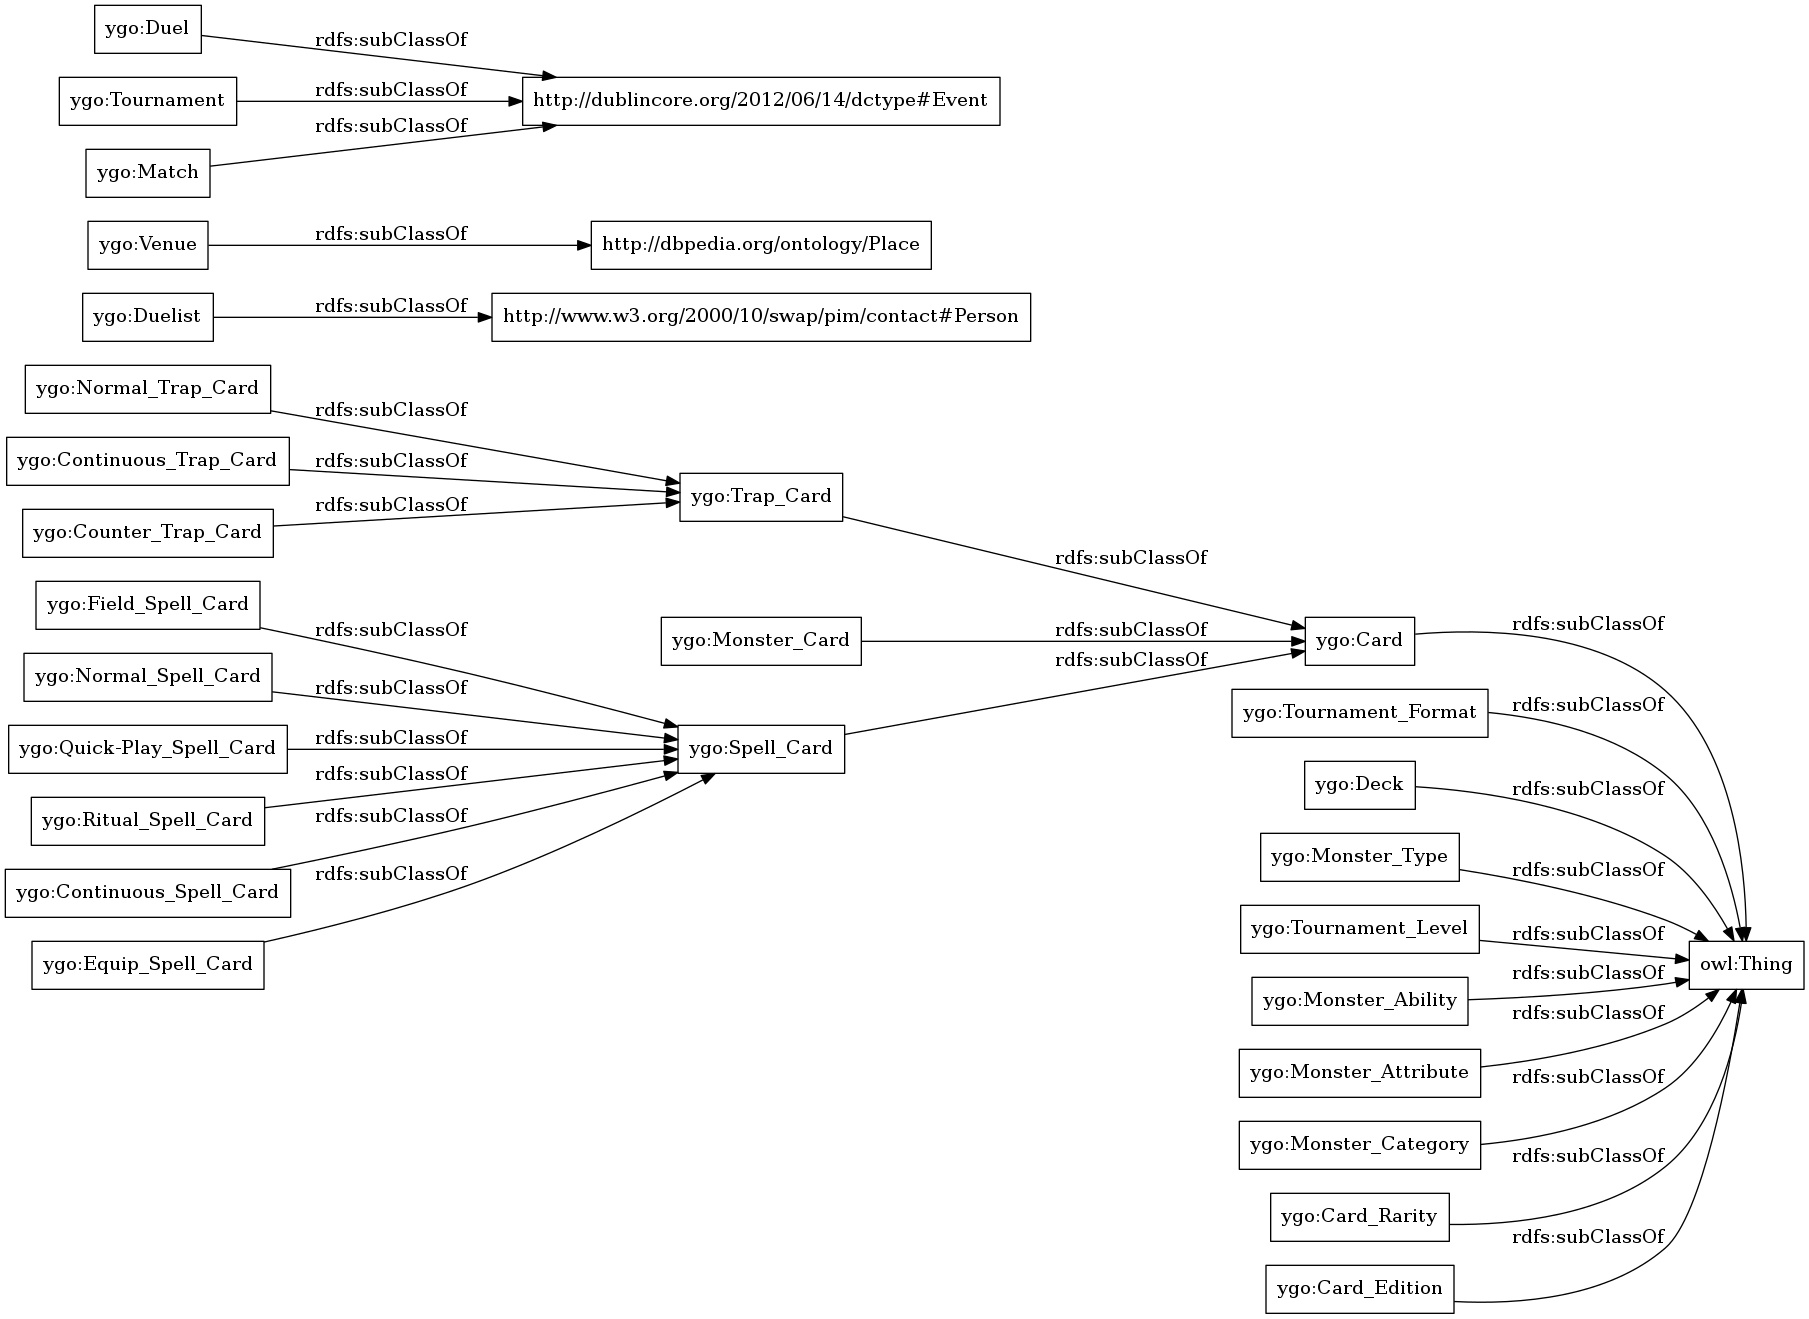 ygo:Duel
rdfs:subClassOf
ygo:Tournament
rdfs:subClassOf
http://dublincore.org/2012/06/14/dctype#Event
rdfs:subClassOf
ygo:Match
ygo:Venue
rdfs:subClassOf
http://dbpedia.org/ontology/Place
ygo:Duelist
rdfs:subClassOf
http://www.w3.org/2000/10/swap/pim/contact#Person
ygo:Normal_Trap_Card
rdfs:subClassOf
ygo:Continuous_Trap_Card
rdfs:subClassOf
ygo:Counter_Trap_Card
rdfs:subClassOf
ygo:Trap_Card
rdfs:subClassOf
ygo:Field_Spell_Card
rdfs:subClassOf
ygo:Normal_Spell_Card
rdfs:subClassOf
ygo:Quick-Play_Spell_Card
rdfs:subClassOf
ygo:Ritual_Spell_Card
rdfs:subClassOf
ygo:Continuous_Spell_Card
rdfs:subClassOf
ygo:Equip_Spell_Card
rdfs:subClassOf
ygo:Monster_Card
rdfs:subClassOf
ygo:Spell_Card
rdfs:subClassOf
ygo:Card
rdfs:subClassOf
ygo:Tournament_Format
rdfs:subClassOf
ygo:Deck
rdfs:subClassOf
ygo:Monster_Type
rdfs:subClassOf
ygo:Tournament_Level
rdfs:subClassOf
owl:Thing
ygo:Monster_Ability
rdfs:subClassOf
ygo:Monster_Attribute
rdfs:subClassOf
ygo:Monster_Category
rdfs:subClassOf
ygo:Card_Rarity
rdfs:subClassOf
ygo:Card_Edition
rdfs:subClassOf